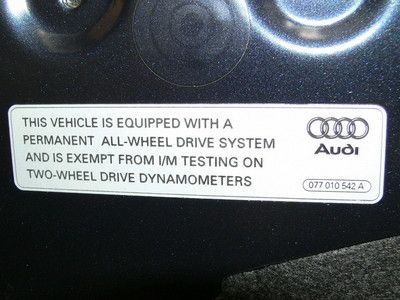 THIS VEHICLE IS EQUIPPED WITH A
PERMANENT ALL-WHEEL DRIVE SYSTEM
AND IS EXEMPT FROM I/M TESTING ON
TWO-WHEEL DRIVE DYNAMOMETERS
Audi
077 010 542 A